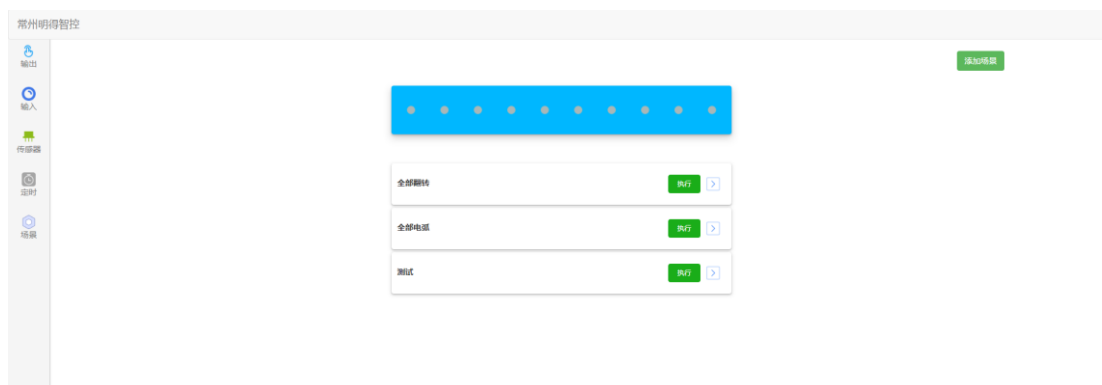 常州明得智控
输出
添加场景
输入
传感器
全部翻转
执行
定时
全部电弧
执行
场景
测试
执行